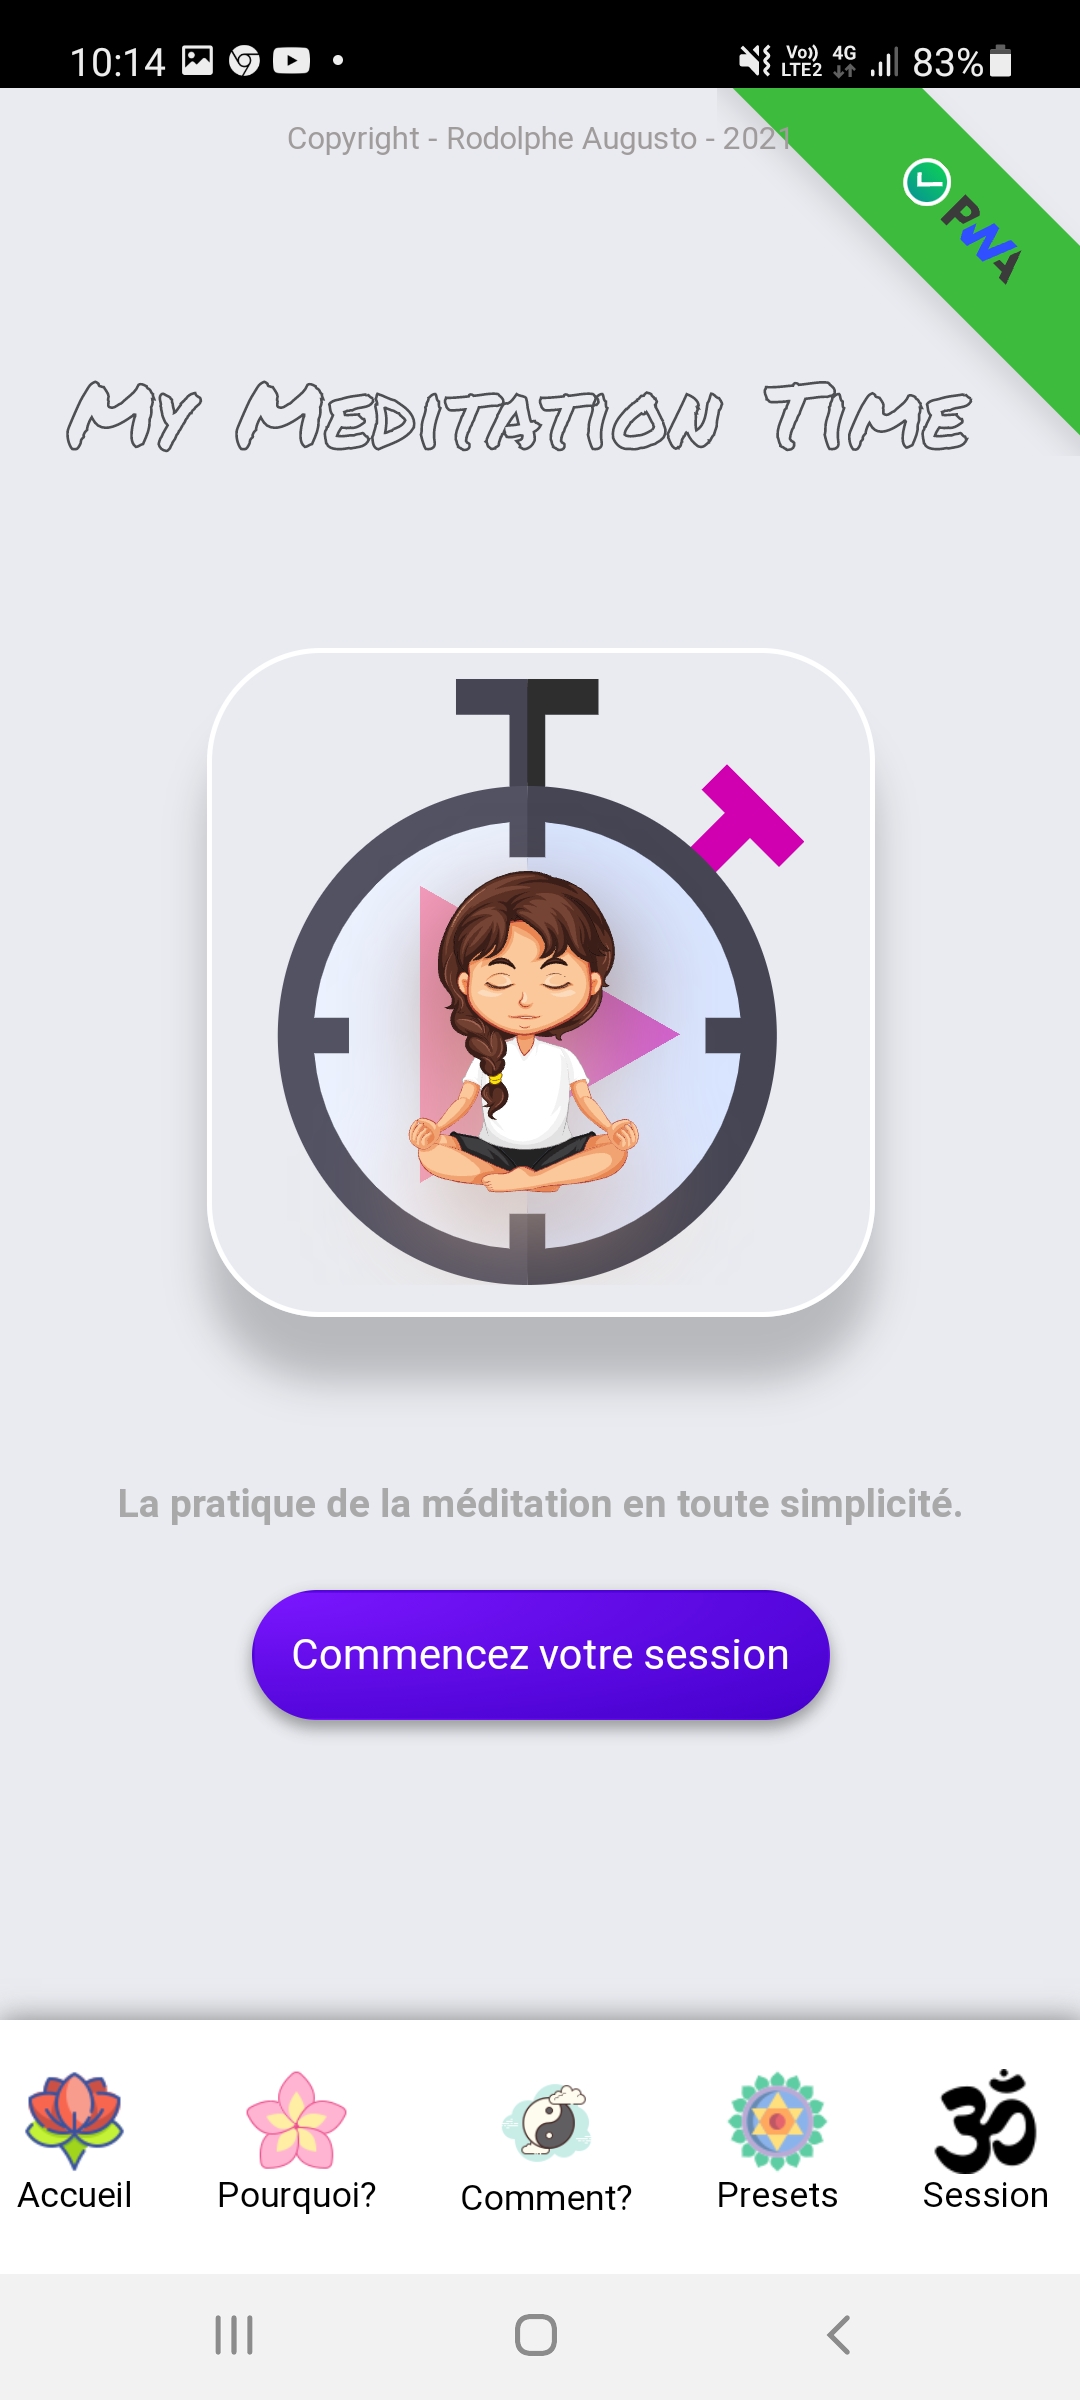 10:14
Vo)) LTE2 4G 83%
Copyright - Rodolphe Augusto - 2021
PWA
My Meditation Time
La pratique de la méditation en toute simplicité.
Commencez votre session
Accueil Pourquoi? Comment? Presets Session